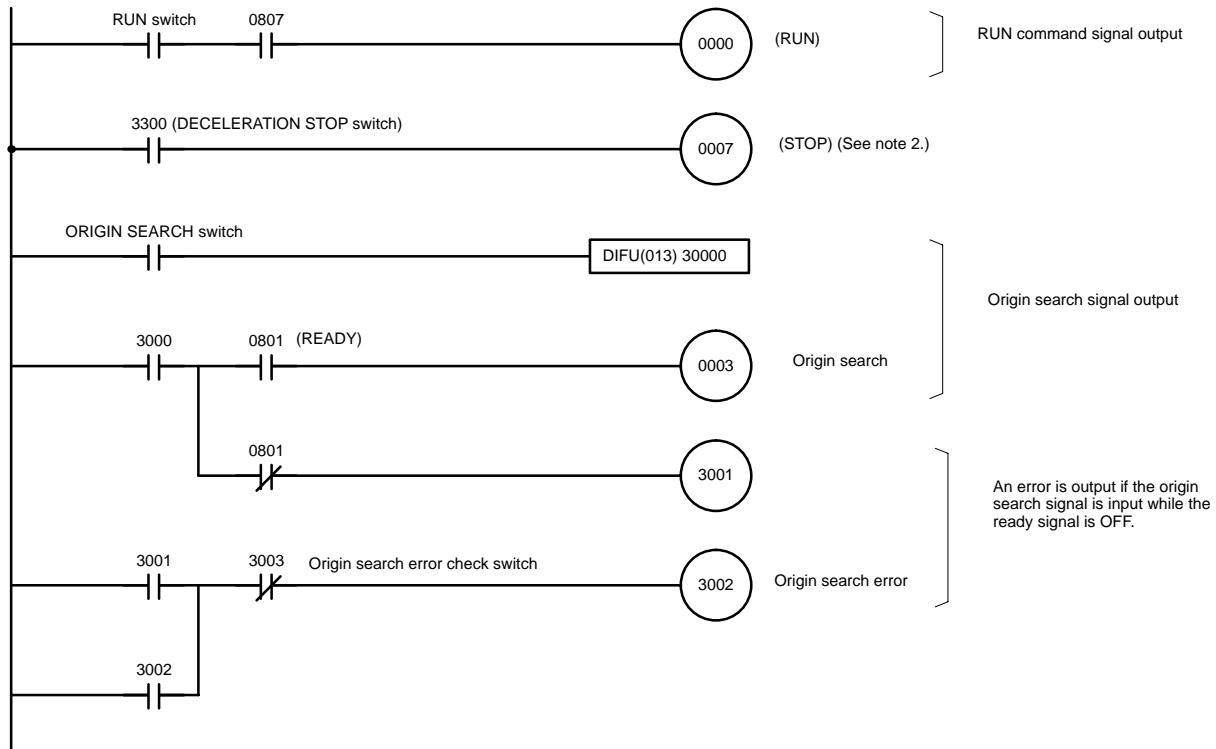 RUN switch 0807
0000 (RUN) RUN command signal output
3300 (DECELERATION STOP switch)
0007 (STOP) (See note 2.)
ORIGIN SEARCH switch
DIFU(013) 30000
Origin search signal output
3000 0801 (READY)
0003 Origin search
0801
3001
An error is output if the origin
search signal is input while the
ready signal is OFF.
3001 3003 Origin search error check switch
3002 Origin search error
3002